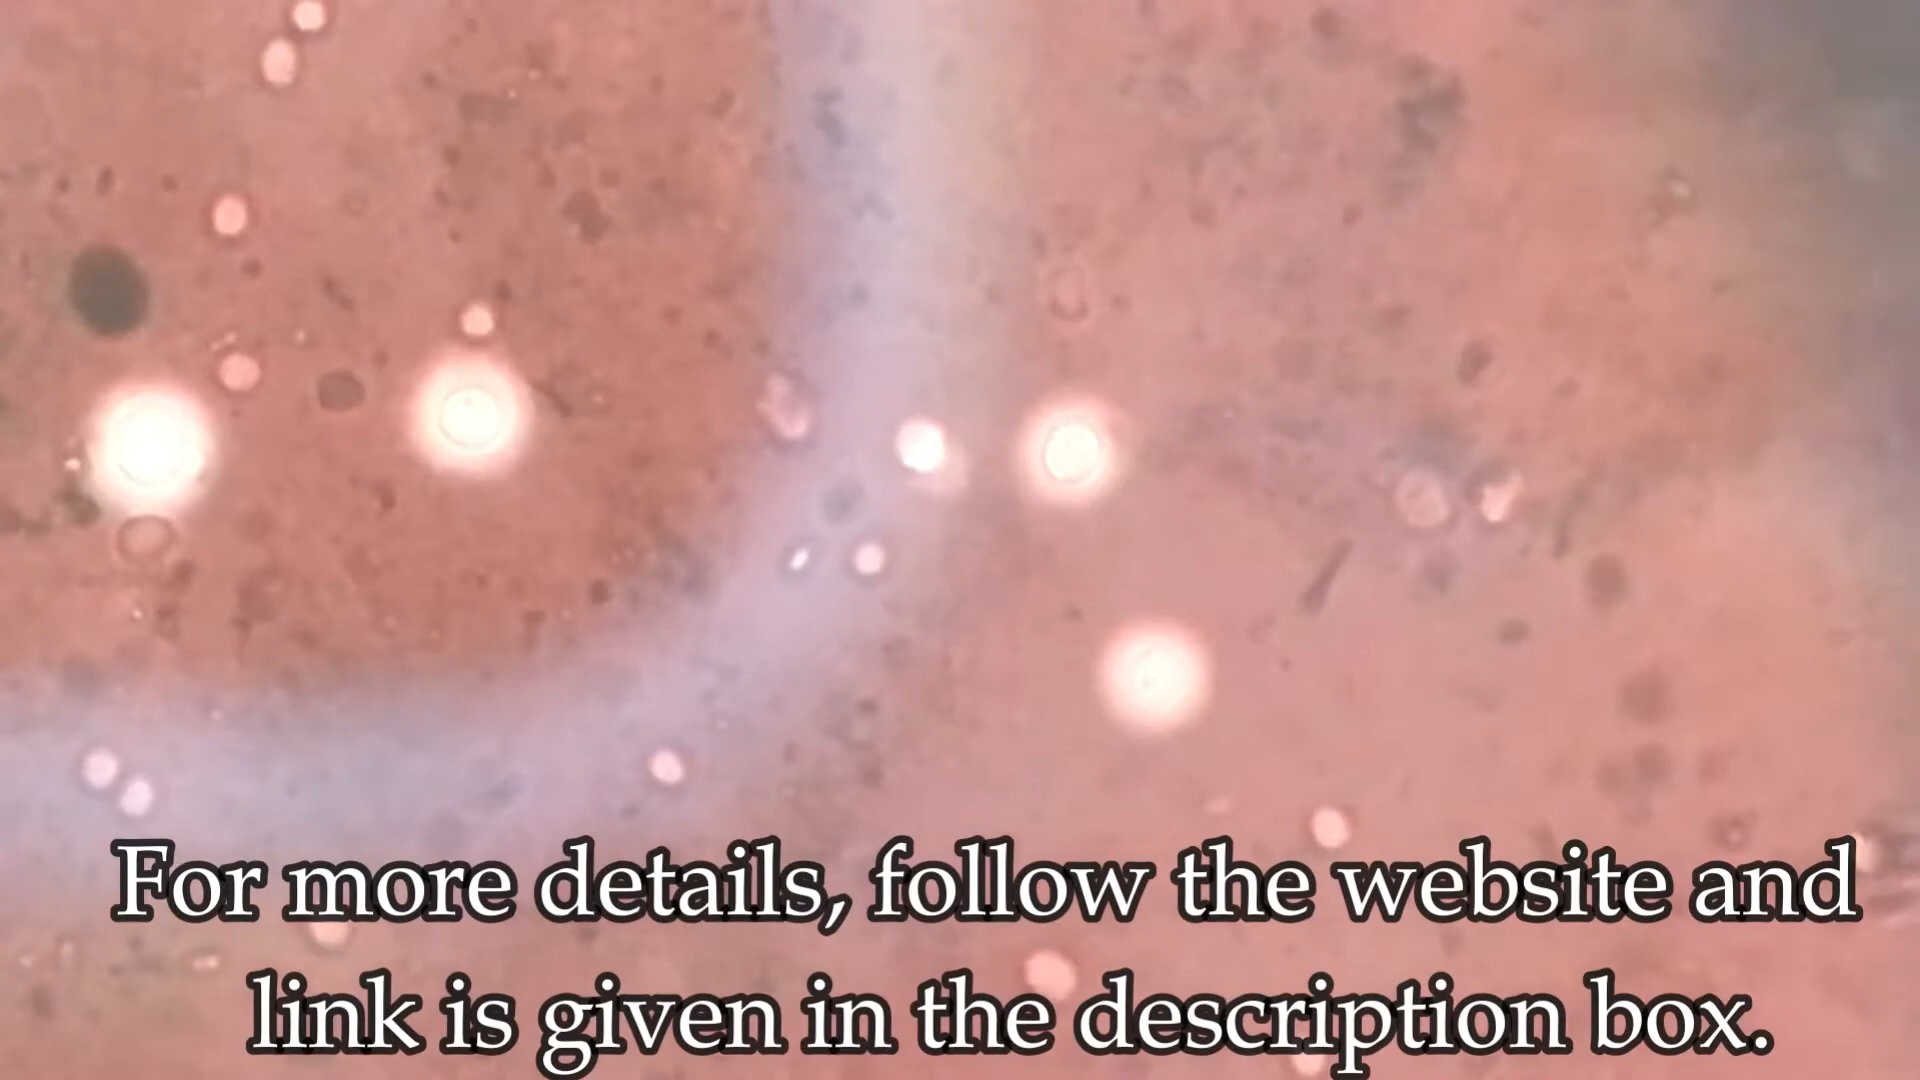 For more details, follow the website and
link is given in the description box.